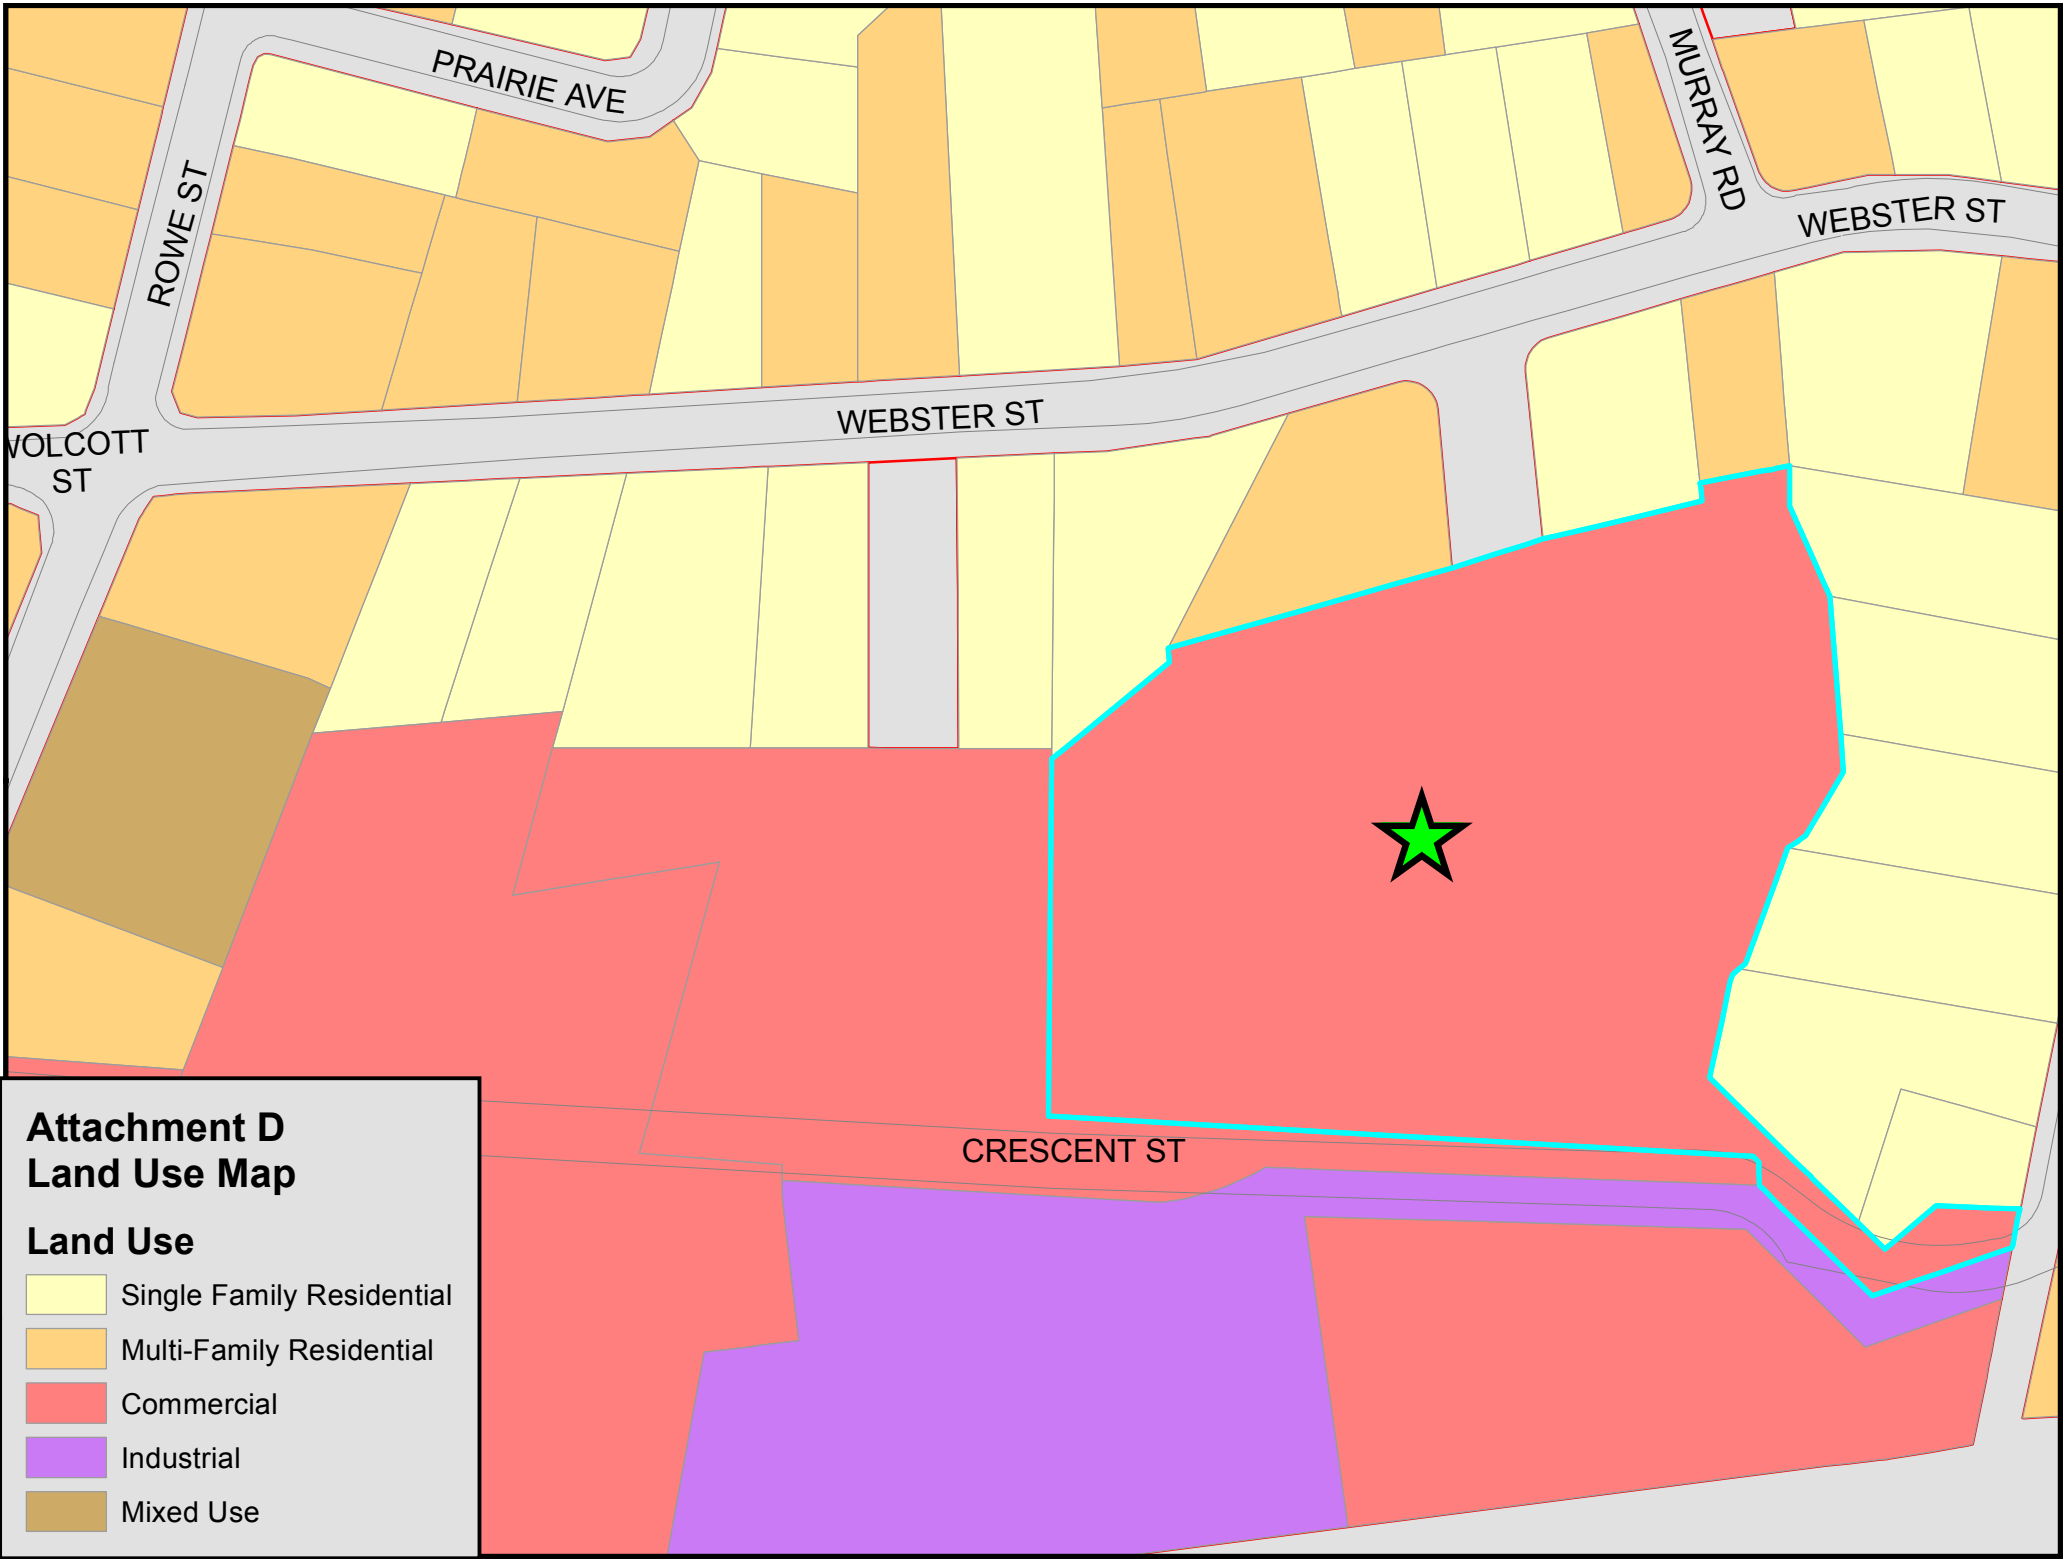 PRAIRIE AVE
MURRAY RD
ROWE ST
WEBSTER ST
WEBSTER ST
WOLCOTT
ST
CRESCENT ST
Attachment D
Land Use Map
Land Use
Single Family Residential
Multi-Family Residential
Commercial
Industrial
Mixed Use